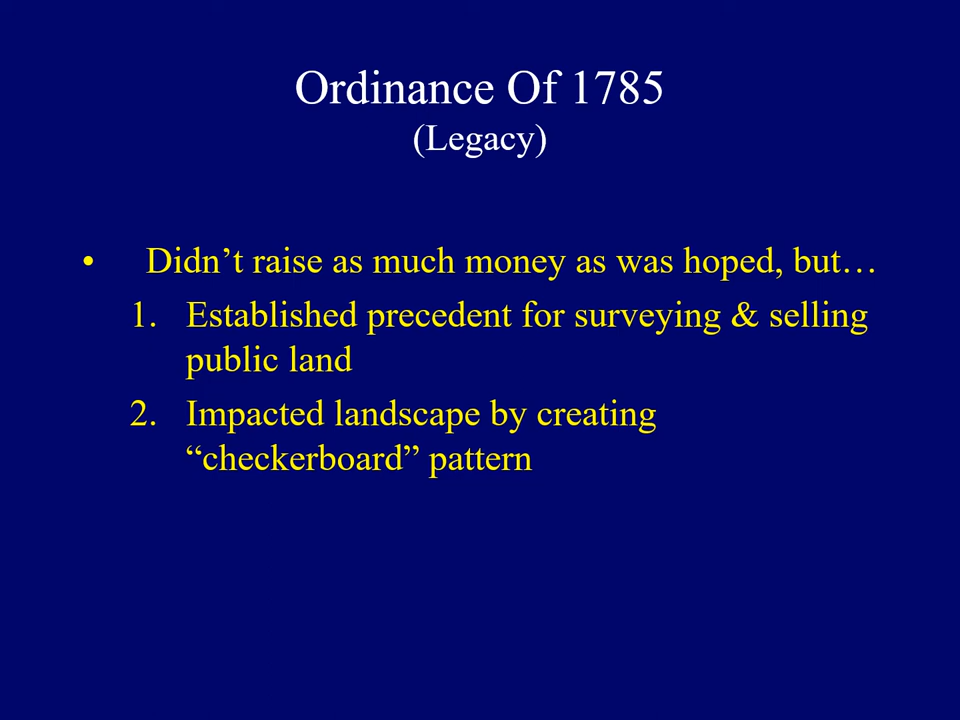 Ordinance Of 1785
(Legacy)
• Didn’t raise as much money as was hoped, but…
1. Established precedent for surveying & selling
public land
2. Impacted landscape by creating
“checkerboard” pattern